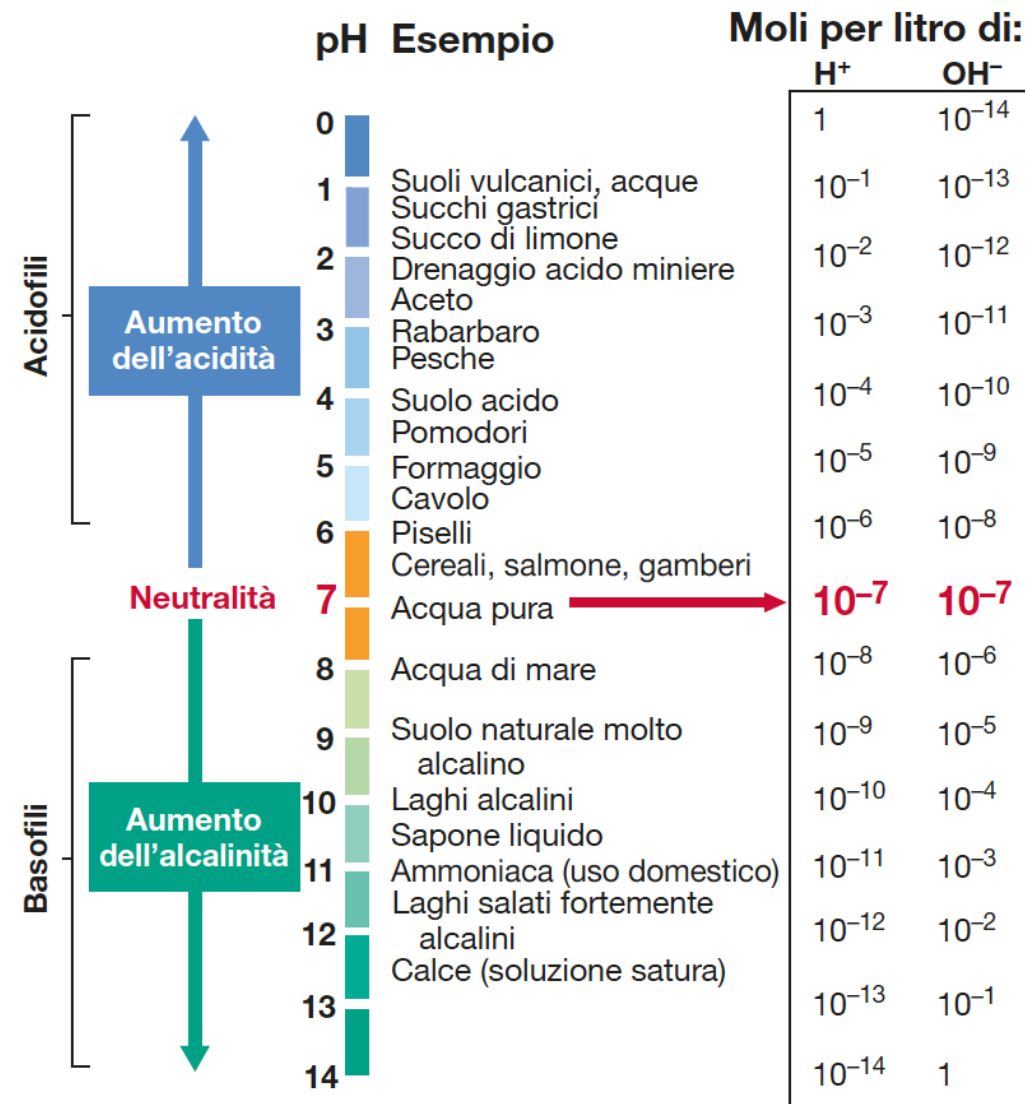 pH Esempio Moli per litro di:
H⁺ OH⁻
0 1 10⁻¹⁴
1 Suoli vulcanici, acque 10⁻¹ 10⁻¹³
Succhi gastrici
Succo di limone
2 10⁻² 10⁻¹²
Drenaggio acido miniere
Aceto
3 Rabarbaro 10⁻³ 10⁻¹¹
Pesche
4 Suolo acido 10⁻⁴ 10⁻¹⁰
Pomodori
5 Formaggio 10⁻⁵ 10⁻⁹
Cavolo
6 Piselli 10⁻⁶ 10⁻⁸
Cereali, salmone, gamberi
Neutralità 7 Acqua pura 10⁻⁷ 10⁻⁷
8 Acqua di mare 10⁻⁸ 10⁻⁶
9 Suolo naturale molto 10⁻⁹ 10⁻⁵
alcalino
10 Laghi alcalini 10⁻¹⁰ 10⁻⁴
Sapone liquido
11 Ammoniaca (uso domestico) 10⁻¹¹ 10⁻³
Laghi salati fortemente
12 alcalini 10⁻¹² 10⁻²
Calce (soluzione satura)
13 10⁻¹³ 10⁻¹
14 10⁻¹⁴ 1
Acidofili
Aumento
dell'acidità
Basofili
Aumento
dell'alcalinità